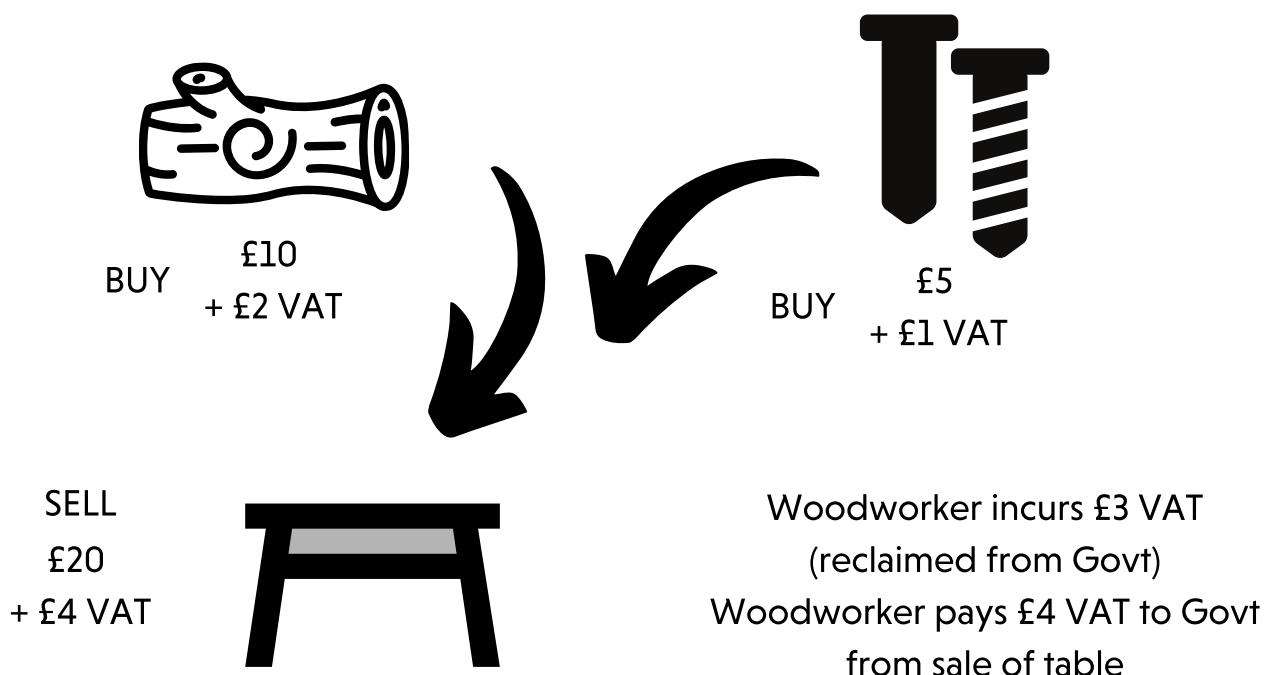 BUY
£10
+ £2 VAT
BUY
£5
+ £1 VAT
SELL
£20
+ £4 VAT
Woodworker incurs £3 VAT
(reclaimed from Govt)
Woodworker pays £4 VAT to Govt
from sale of table